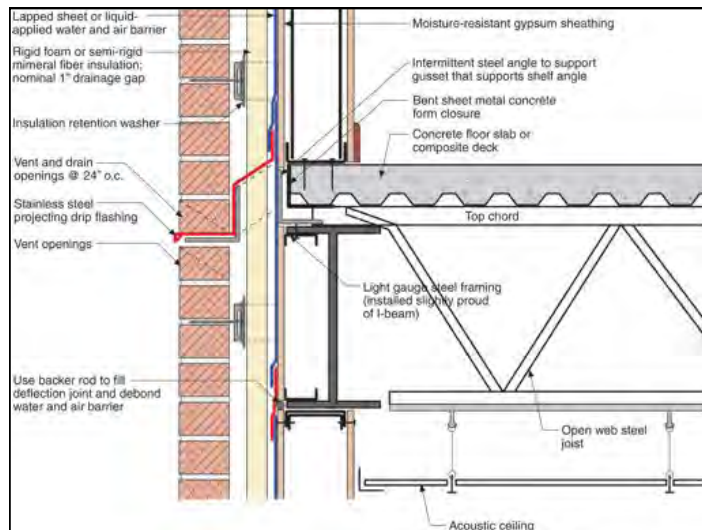 Lapped sheet or liquid-
applied water and air barrier
Rigid foam or semi-rigid
mimeral fiber insulation;
nominal 1" drainage gap
Insulation retention washer
Vent and drain
openings @ 24" o.c.
Stainless steel
projecting drip flashing
Vent openings
Use backer rod to fill
deflection joint and debond
water and air barrier
Moisture-resistant gypsum sheathing
Intermittent steel angle to support
gusset that supports shelf angle
Bent sheet metal concrete
form closure
Concrete floor slab or
composite deck
Top chord
Light gauge steel framing
(installed slightly proud
of I-beam)
Open web steel
joist
Acoustic ceiling